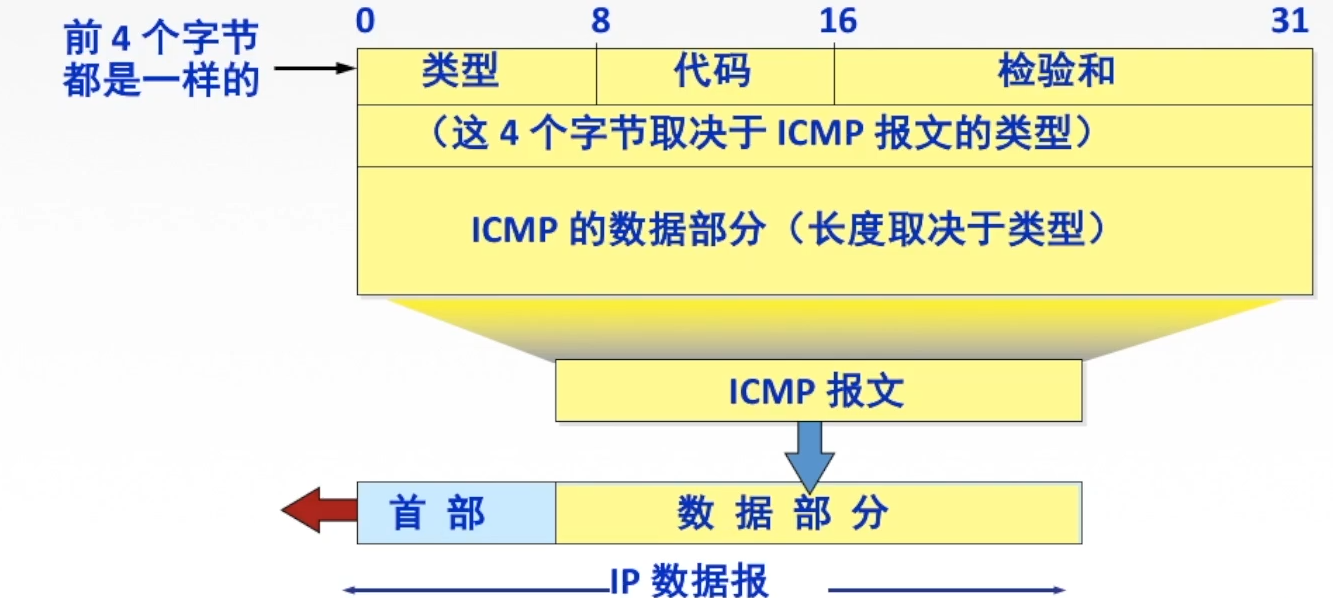 0 8 16 31
前 4 个字节
都是一样的
类型 代码 检验和
（这 4 个字节取决于 ICMP 报文的类型）
ICMP 的数据部分（长度取决于类型）
ICMP 报文
首 部 数 据 部 分
IP 数据报